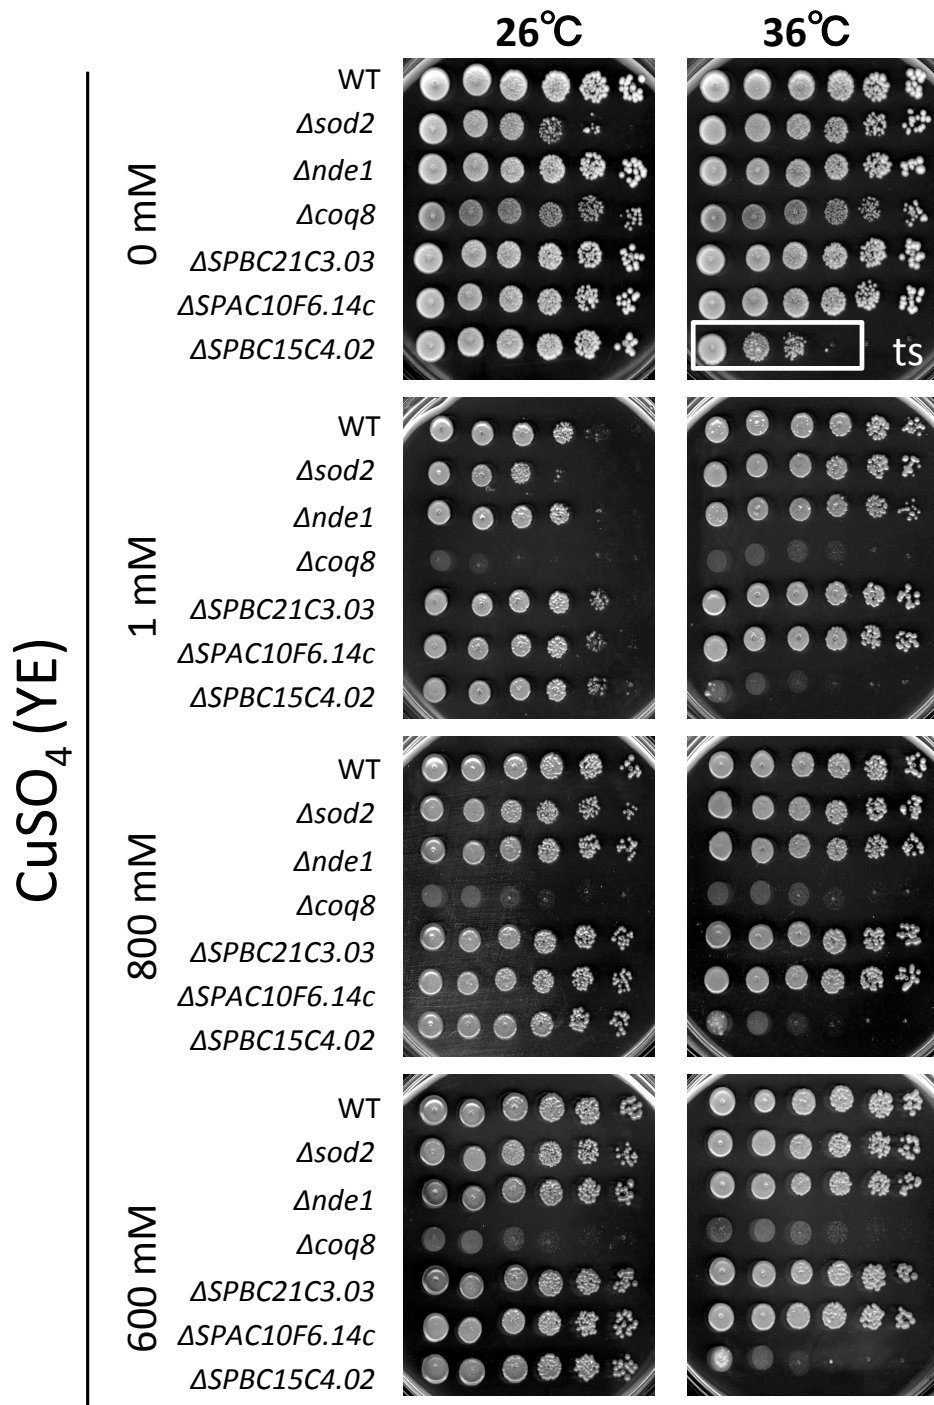 26℃ 36℃
CuSO₄ (YE)
0 mM
WT
Δsod2
Δnde1
Δcoq8
ΔSPBC21C3.03
ΔSPAC10F6.14c
ΔSPBC15C4.02
ts
1 mM
WT
Δsod2
Δnde1
Δcoq8
ΔSPBC21C3.03
ΔSPAC10F6.14c
ΔSPBC15C4.02
800 mM
WT
Δsod2
Δnde1
Δcoq8
ΔSPBC21C3.03
ΔSPAC10F6.14c
ΔSPBC15C4.02
600 mM
WT
Δsod2
Δnde1
Δcoq8
ΔSPBC21C3.03
ΔSPAC10F6.14c
ΔSPBC15C4.02